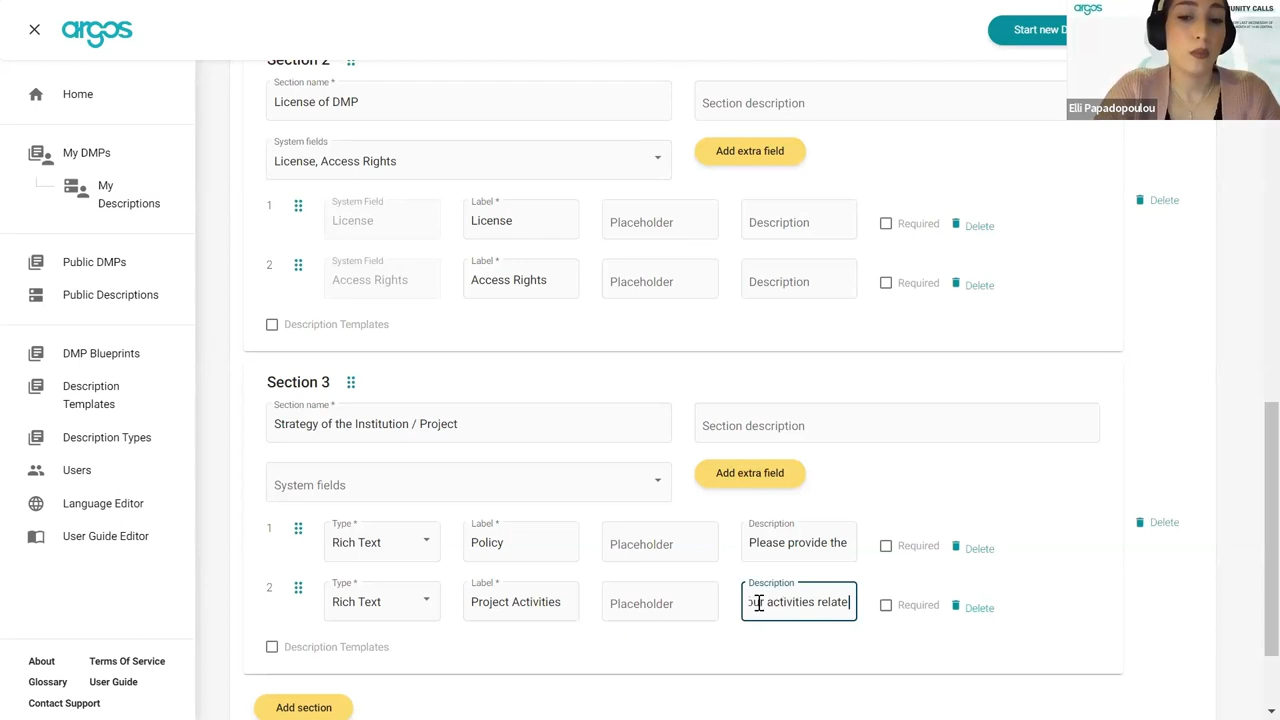 argos
Start new D
argos
UNITY CALLS
Elli Papadopoulou
Home
My DMPs
My
Descriptions
Public DMPs
Public Descriptions
DMP Blueprints
Description
Templates
Description Types
Users
Language Editor
User Guide Editor
About
Terms Of Service
Glossary
User Guide
Contact Support
Section 2
Section name *
License of DMP
Section description
System fields
License, Access Rights
Add extra field
1
System Field
License
Label *
License
Placeholder
Description
Required
Delete
Delete
2
System Field
Access Rights
Label *
Access Rights
Placeholder
Description
Required
Delete
Description Templates
Section 3
Section name *
Strategy of the Institution / Project
Section description
System fields
Add extra field
1
Type *
Rich Text
Label *
Policy
Placeholder
Description
Please provide the
Required
Delete
Delete
2
Type *
Rich Text
Label *
Project Activities
Placeholder
Description
our activities relate
Required
Delete
Description Templates
Add section